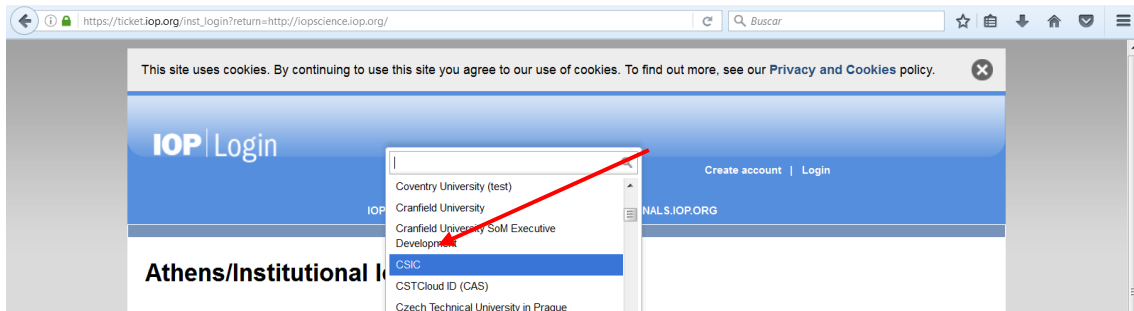 https://ticket.iop.org/inst_login?return=http://iopscience.iop.org/
Buscar
This site uses cookies. By continuing to use this site you agree to our use of cookies. To find out more, see our Privacy and Cookies policy.
IOP Login
Create account | Login
IOP
NALS.IOP.ORG
Coventry University (test)
Cranfield University
Cranfield University SoM Executive
Development
CSIC
CSTCloud ID (CAS)
Czech Technical University in Prague
Athens/Institutional l